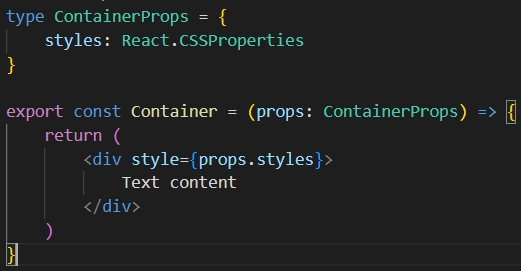 type ContainerProps = {
    styles: React.CSSProperties
}

export const Container = (props: ContainerProps) => {
    return (
        <div style={props.styles}>
            Text content
        </div>
    )
}